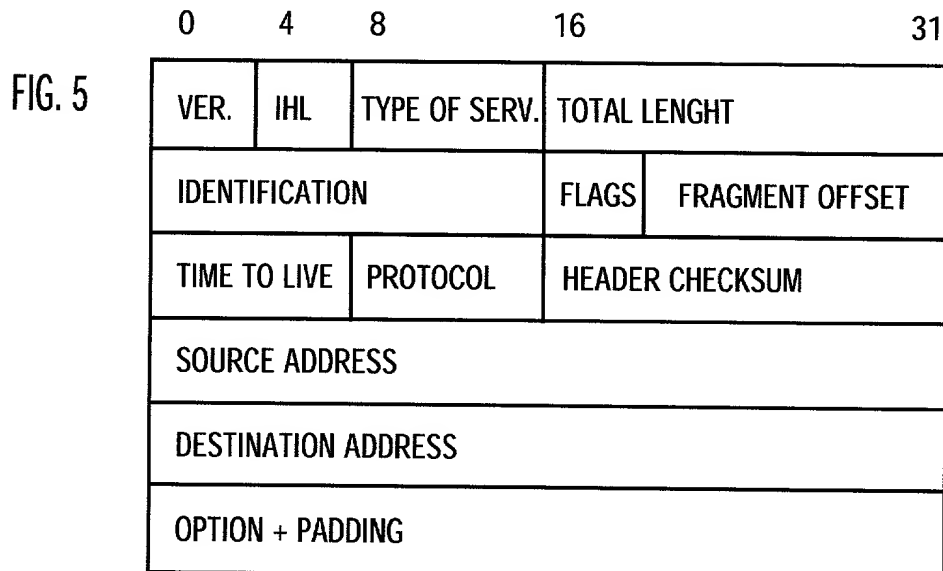 0 4 8 16 31
FIG. 5
VER. IHL TYPE OF SERV. TOTAL LENGHT
IDENTIFICATION FLAGS FRAGMENT OFFSET
TIME TO LIVE PROTOCOL HEADER CHECKSUM
SOURCE ADDRESS
DESTINATION ADDRESS
OPTION + PADDING